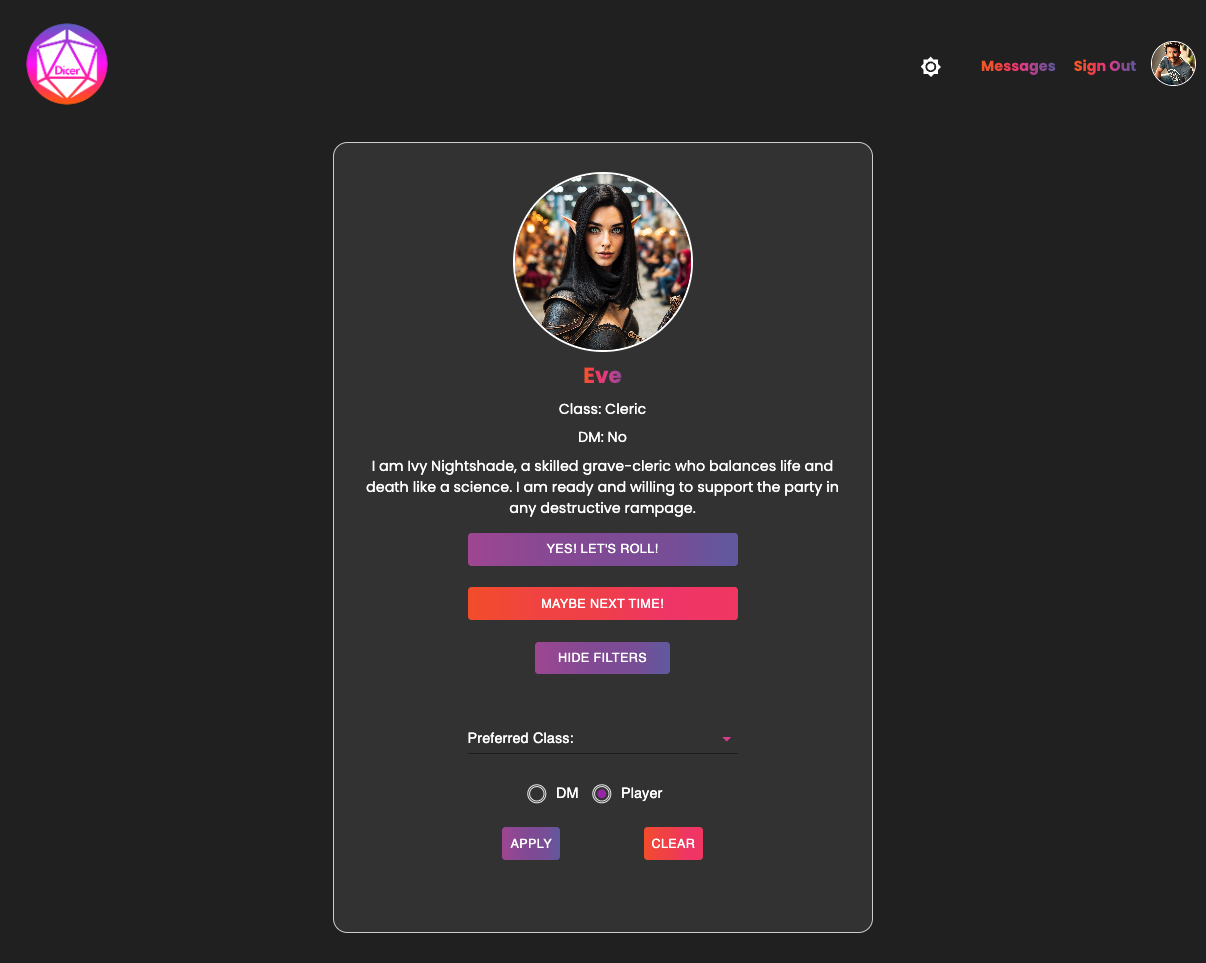 Dicer
Messages
Sign Out
Eve
Class: Cleric
DM: No
I am Ivy Nightshade, a skilled grave-cleric who balances life and
death like a science. I am ready and willing to support the party in
any destructive rampage.
YES! LET'S ROLL!
MAYBE NEXT TIME!
HIDE FILTERS
Preferred Class:
DM
Player
APPLY
CLEAR